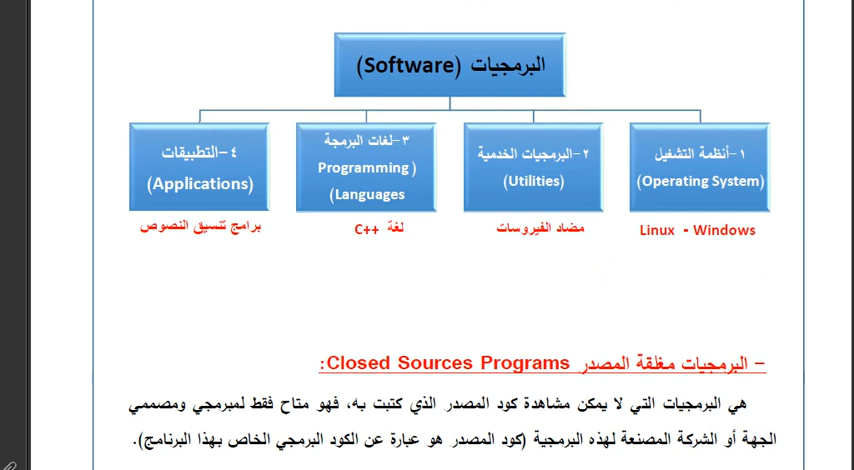 البرمجيات (Software)
١-أنظمة التشغيل
(Operating System)
Linux - Windows
٢-البرمجيات الخدمية
(Utilities)
مضاد الفيروسات
٣-لغات البرمجة
(Programming
Languages)
لغة C++
٤-التطبيقات
(Applications)
برامج تنسيق النصوص
- البرمجيات مغلقة المصدر Closed Sources Programs:
هي البرمجيات التي لا يمكن مشاهدة كود المصدر الذي كتبت به، فهو متاح فقط لمبرمجي ومصممي
الجهة أو الشركة المصنعة لهذه البرمجية (كود المصدر هو عبارة عن الكود البرمجي الخاص بهذا البرنامج).